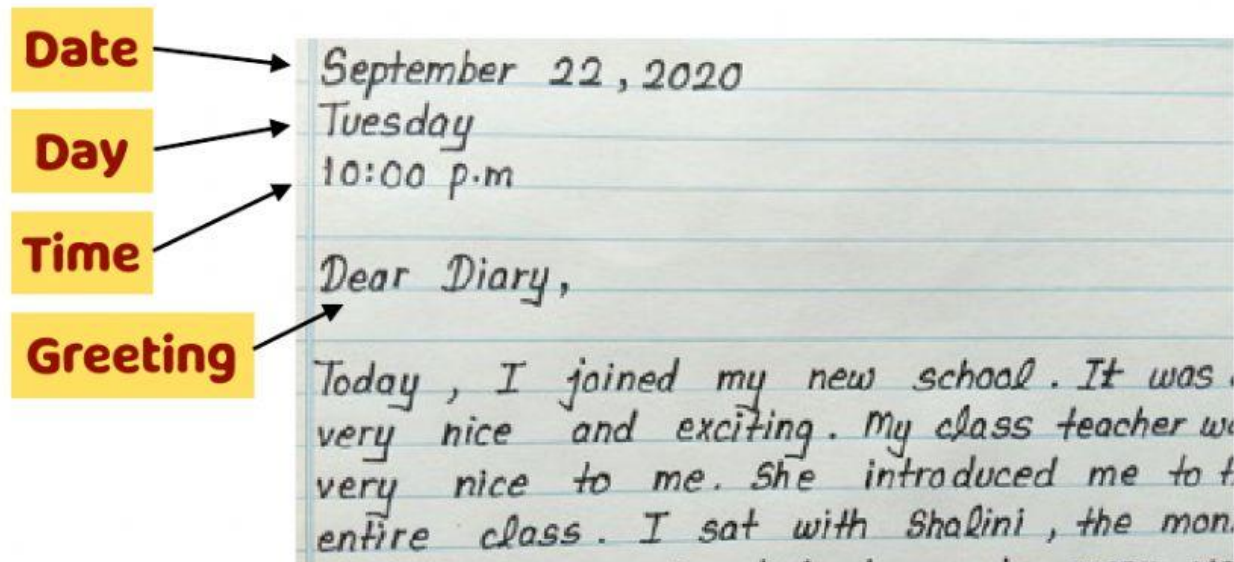 Date
September 22, 2020
Day
Tuesday
Time
10:00 p.m
Greeting
Dear Diary,
Today, I joined my new school. It was
very nice and exciting. My class teacher
very nice to me. She introduced me to
entire class. I sat with Shalini, the